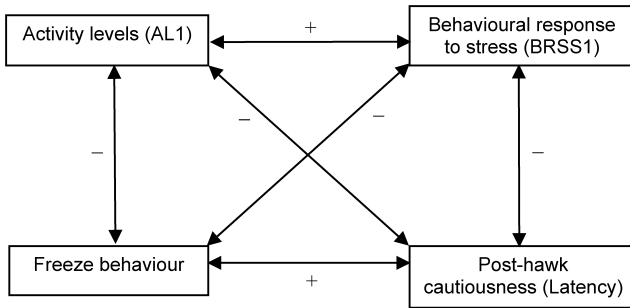 Activity levels (AL1)
+
Behavioural response
to stress (BRSS1)
–
–
–
–
Freeze behaviour
+
Post-hawk
cautiousness (Latency)